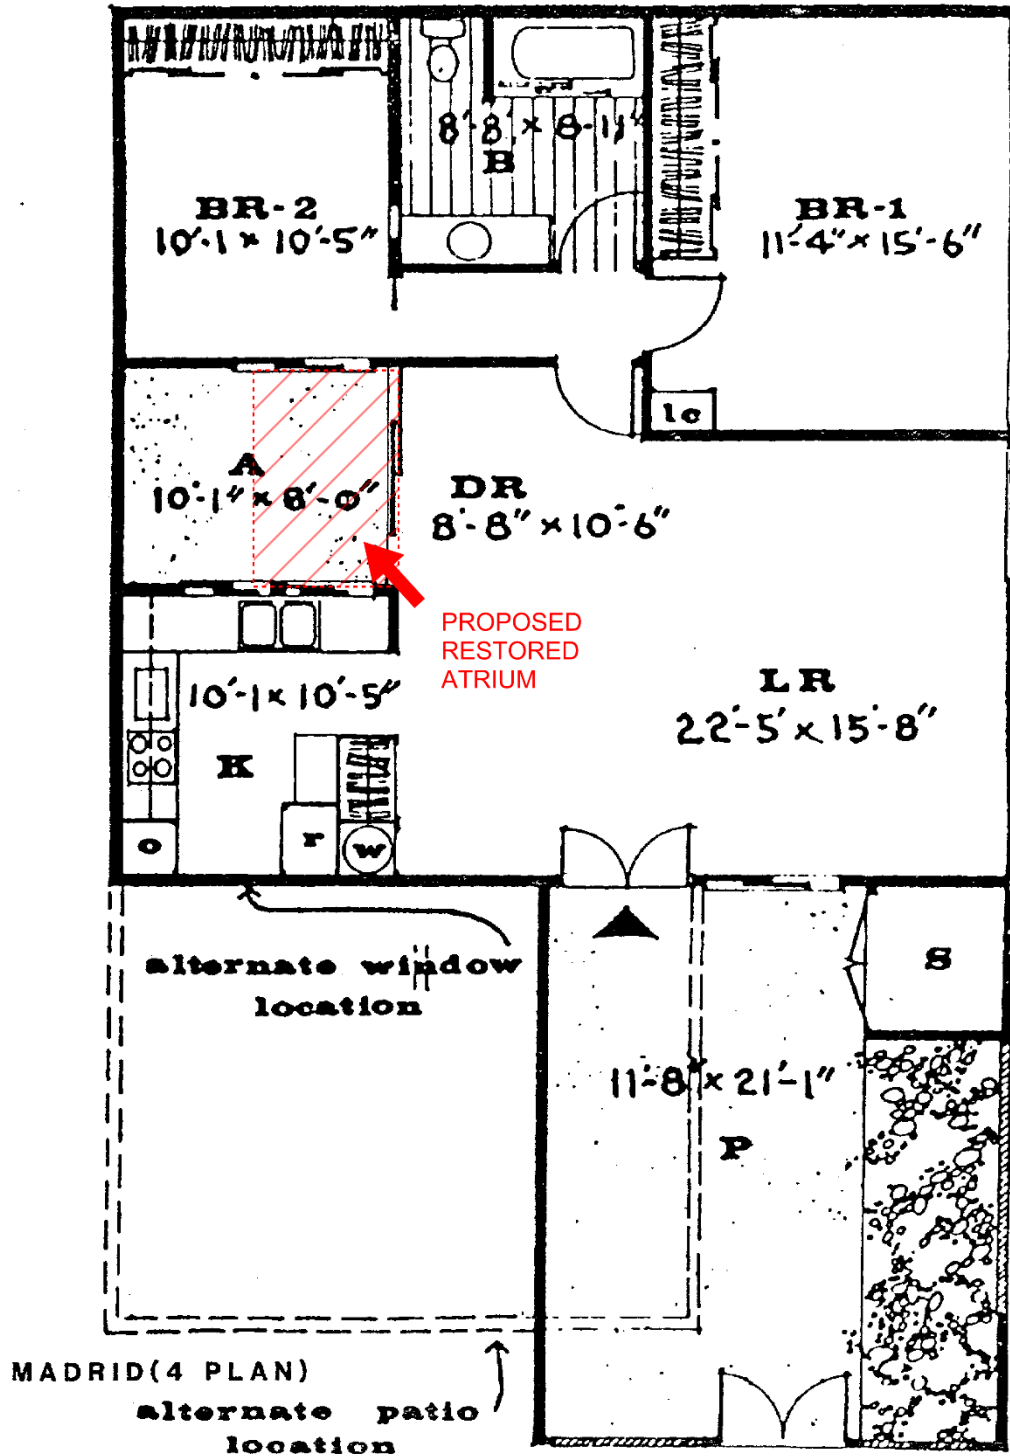 8'-8" × 8-11"
B
BR-2
10'-1 × 10'-5"
BR-1
11'-4" × 15'-6"
lc
A
10'-1" × 8'-0"
DR
8'-8" × 10'-6"
PROPOSED
RESTORED
ATRIUM
10'-1 × 10'-5"
LR
22'-5' × 15'-8"
K
o
r
w
alternate window
location
S
11'-8" × 21'-1"
P
MADRID(4 PLAN)
alternate patio
location